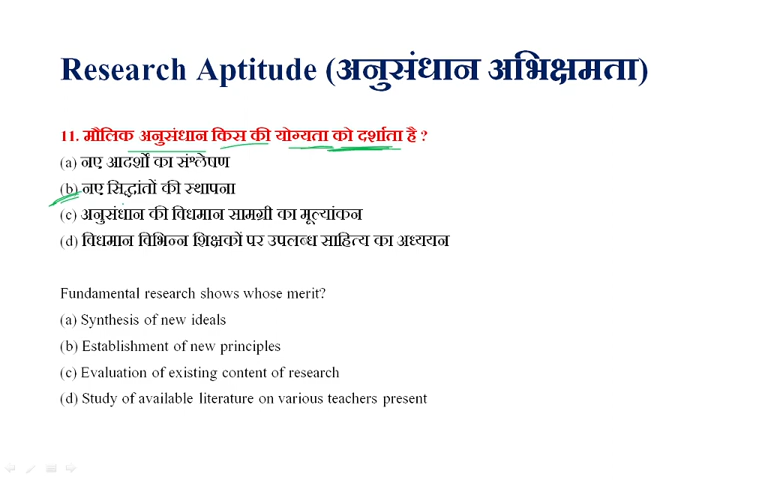 Research Aptitude (अनुसंधान अभिक्षमता)
11. मौलिक अनुसंधान किस की योग्यता को दर्शाता है ?
(a) नए आदर्शों का संश्लेषण
(b) नए सिद्धांतों की स्थापना
(c) अनुसंधान की विधमान सामग्री का मूल्यांकन
(d) विधमान विभिन्न शिक्षकों पर उपलब्ध साहित्य का अध्ययन
Fundamental research shows whose merit?
(a) Synthesis of new ideals
(b) Establishment of new principles
(c) Evaluation of existing content of research
(d) Study of available literature on various teachers present